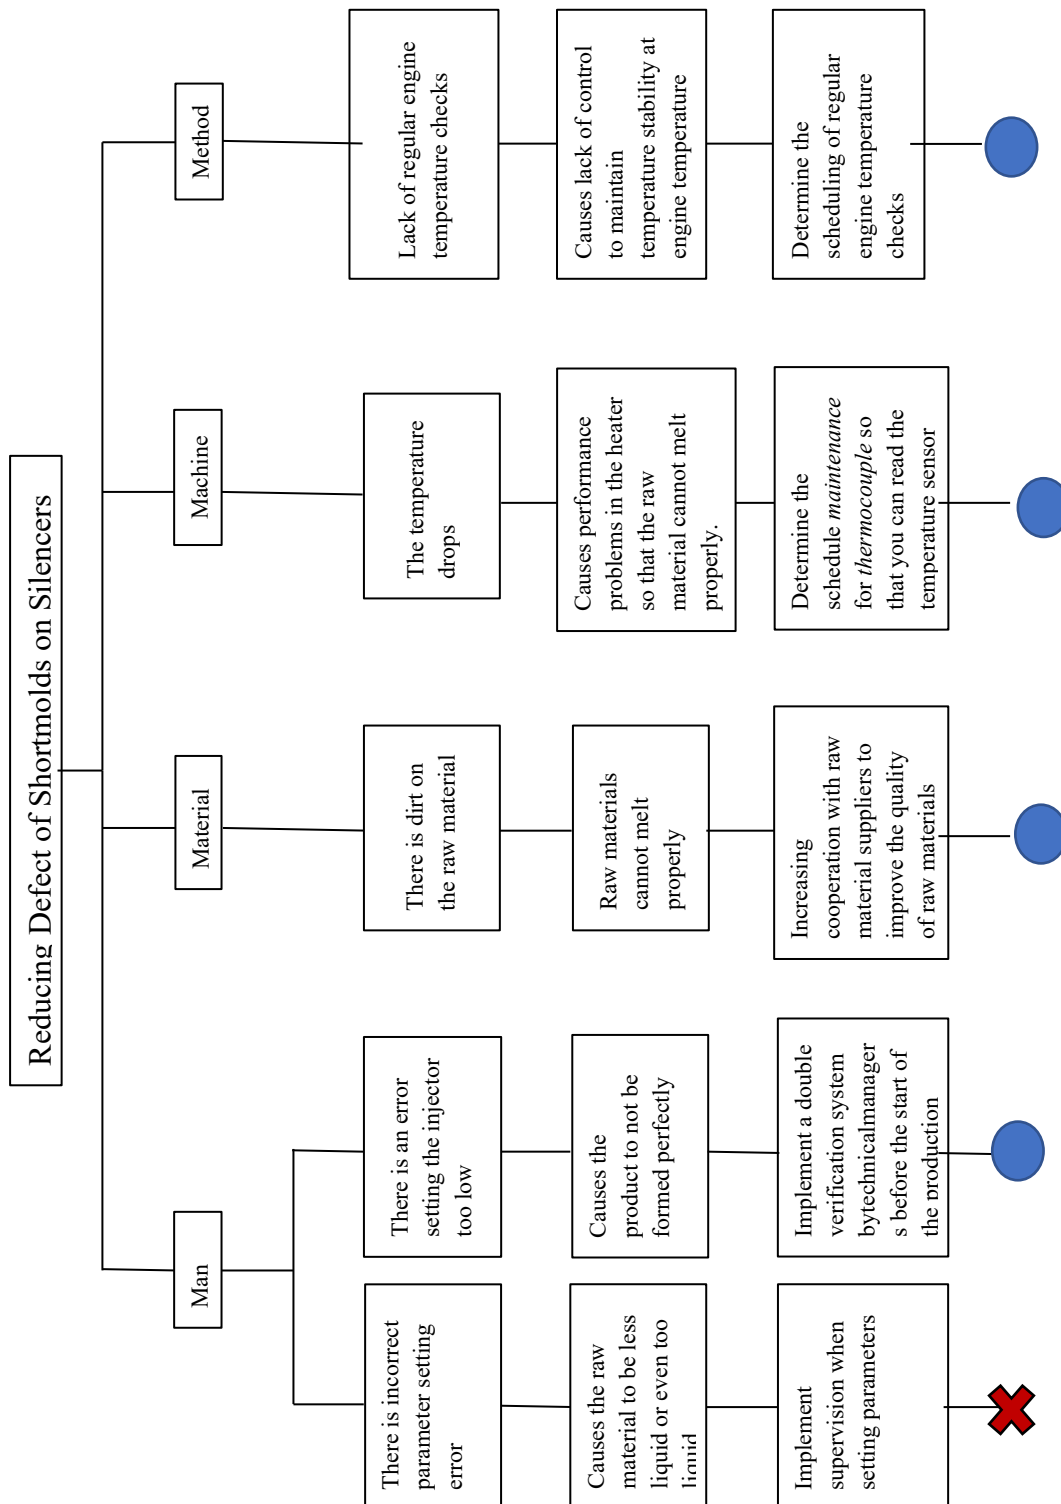 Reducing Defect of Shortmolds on Silencers
Man
Material
Machine
Method
There is incorrect
parameter setting
error
There is an error
setting the injector
too low
There is dirt on
the raw material
The temperature
drops
Lack of regular engine
temperature checks
Causes the raw
material to be less
liquid or even too
liquid
Causes the
product to not be
formed perfectly
Raw materials
cannot melt
properly
Causes performance
problems in the heater
so that the raw
material cannot melt
properly.
Causes lack of control
to maintain
temperature stability at
engine temperature
Implement
supervision when
setting parameters
Implement a double
verification system
bytechnicalmanager
s before the start of
the production
Increasing
cooperation with raw
material suppliers to
improve the quality
of raw materials
Determine the
schedule maintenance
for thermocouple so
that you can read the
temperature sensor
Determine the
scheduling of regular
engine temperature
checks